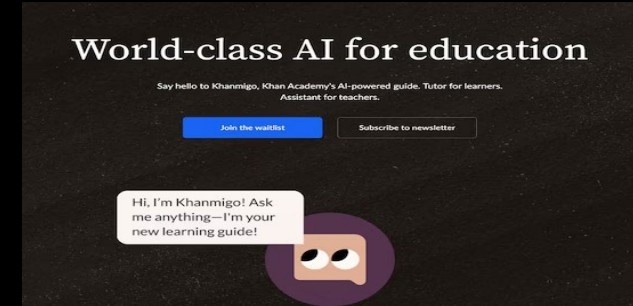 World-class AI for education
Say hello to Khanmigo, Khan Academy's AI-powered guide. Tutor for learners.
Assistant for teachers.
Join the waitlist
Subscribe to newsletter
Hi, I'm Khanmigo! Ask
me anything—I'm your
new learning guide!